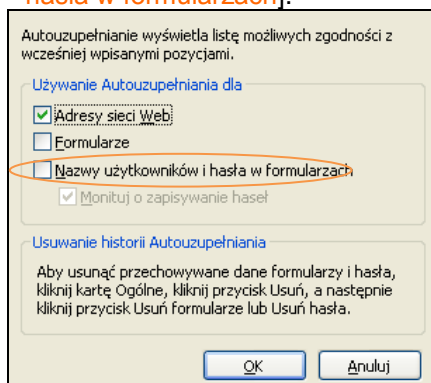 hasła w formularzach].
Autouzupełnianie wyświetla listę możliwych zgodności z
wcześniej wpisanymi pozycjami.
Używanie Autouzupełniania dla
Adresy sieci Web
Formularze
Nazwy użytkowników i hasła w formularzach
Monituj o zapisywanie haseł
Usuwanie historii Autouzupełniania
Aby usunąć przechowywane dane formularzy i hasła,
kliknij kartę Ogólne, kliknij przycisk Usuń, a następnie
kliknij przycisk Usuń formularze lub Usuń hasła.
OK Anuluj